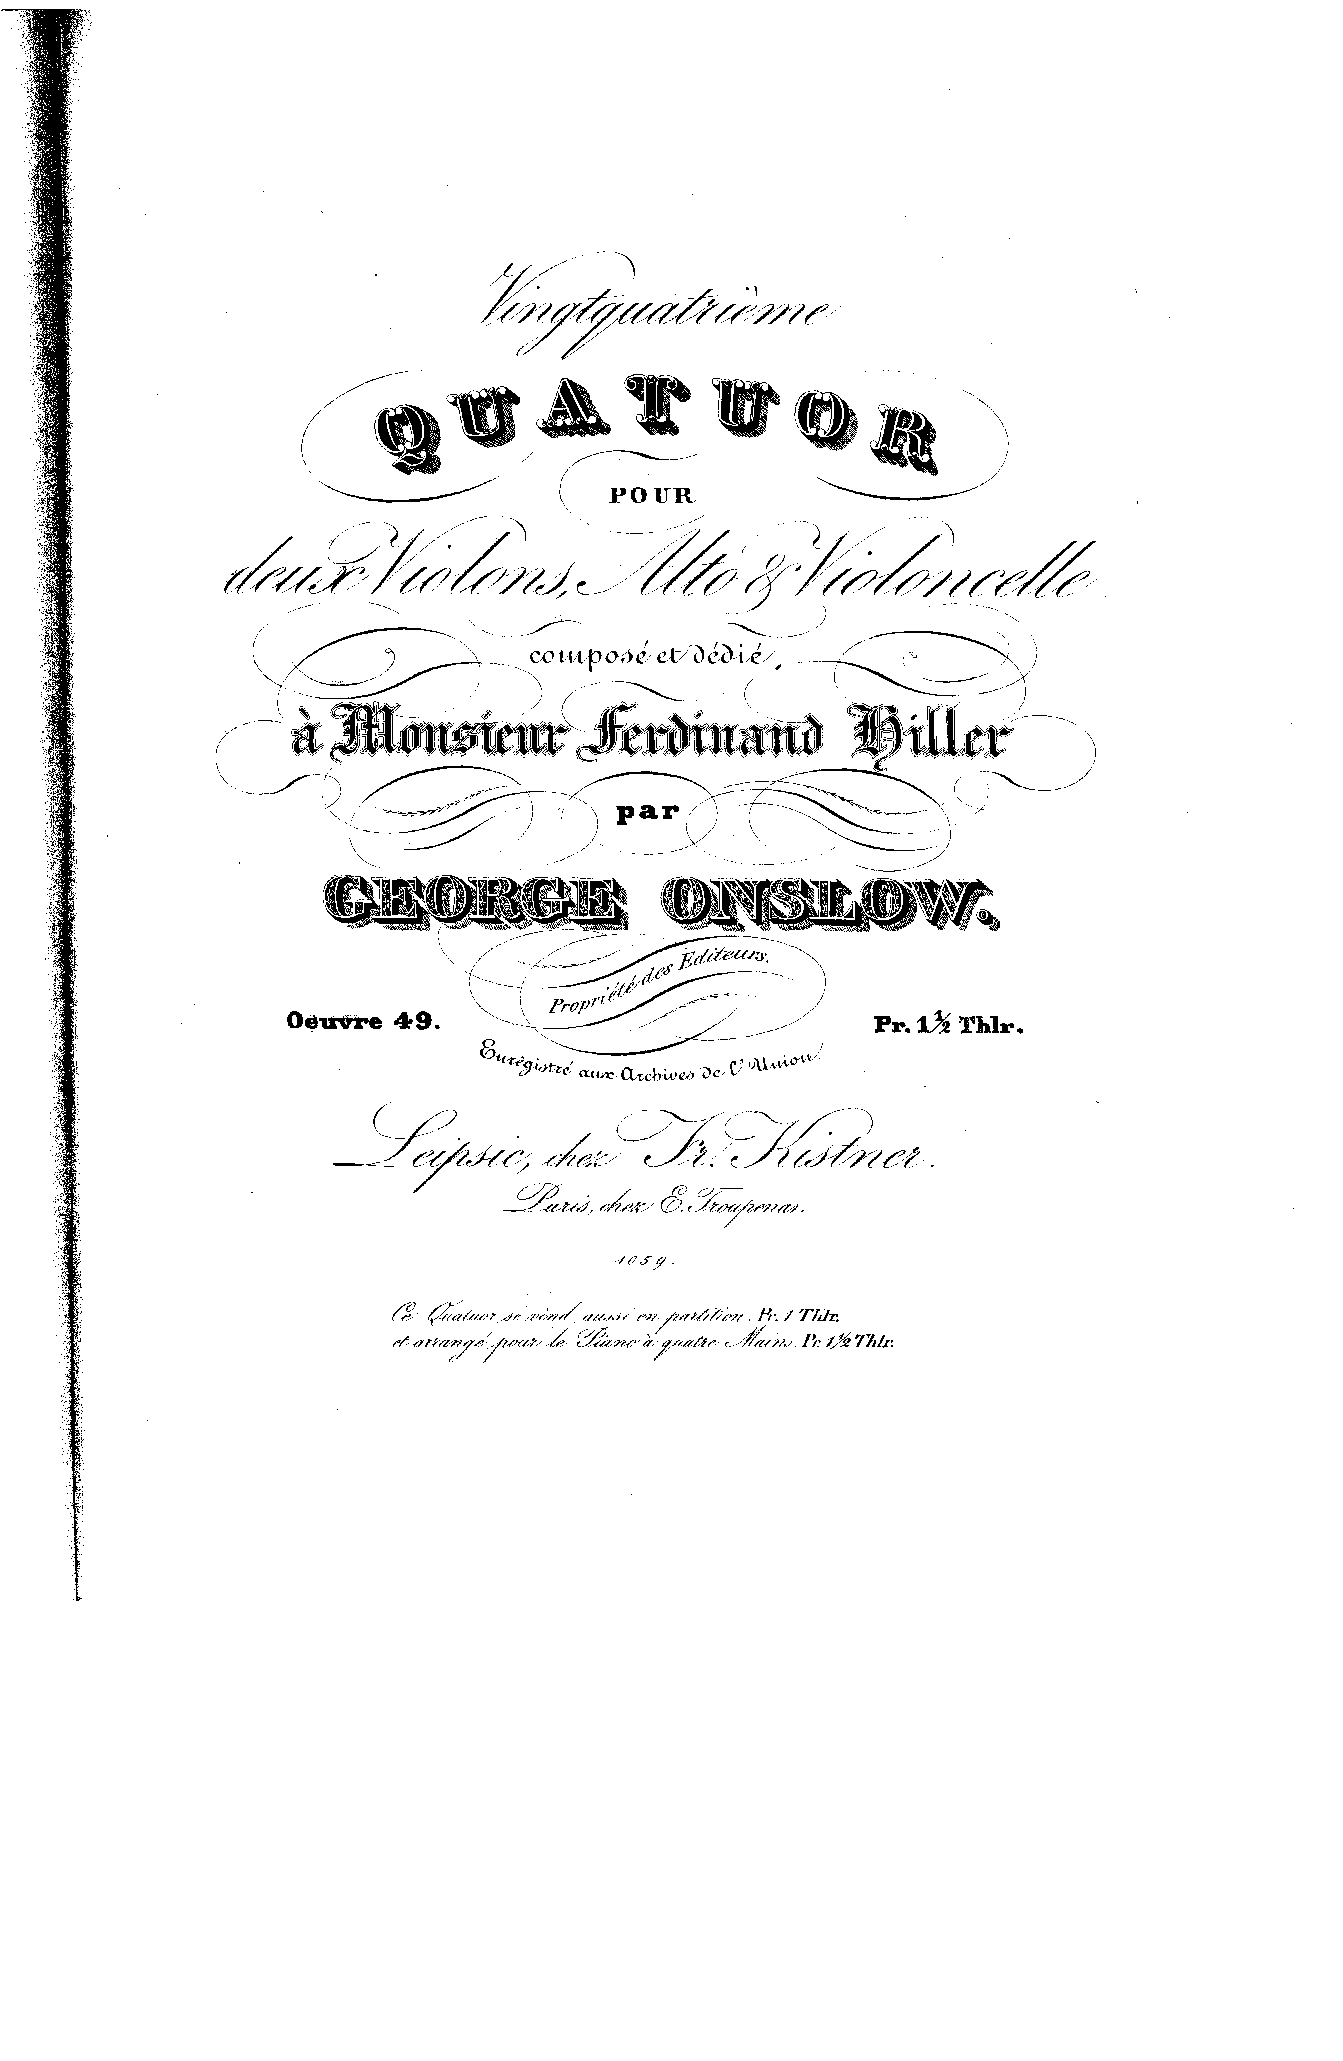 Vingtquatrième
QUATUOR
POUR
deux Violons, Alto & Violoncelle
composé et dédié
à Monsieur Ferdinand Hiller
par
GEORGE ONSLOW.
Propriété des Editeurs.
Oeuvre 49.
Pr. 1½ Thlr.
Enrégistré aux Archives de l'Union
Leipsic, chez Fr. Kistner.
Paris, chez E. Troupenas.
1059.
Ce Quatuor se vend aussi en partition Pr. 1 Thlr.
et arrangé pour le Piano à quatre Mains Pr. 1½ Thlr.